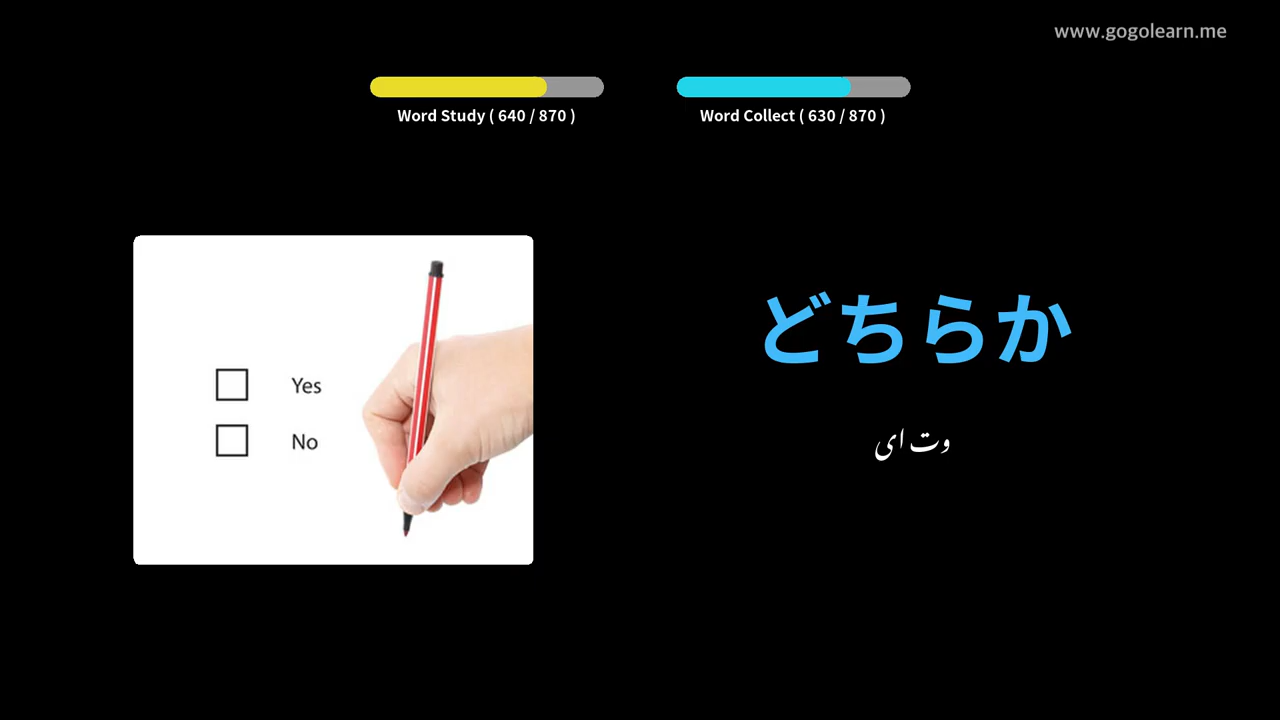 www.gogolearn.me
Word Study ( 640 / 870 )
Word Collect ( 630 / 870 )
Yes
No
どちらか
وت ای